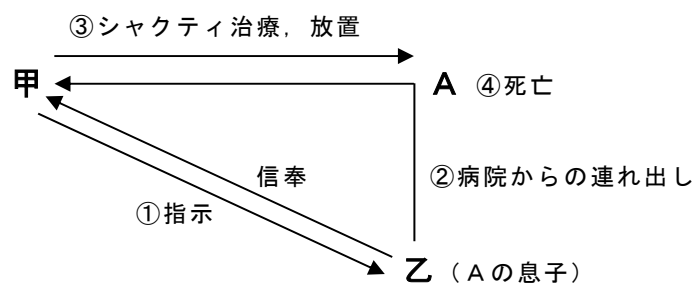 ③シャクティ治療，放置
甲
A ④死亡
信奉
②病院からの連れ出し
①指示
乙（Aの息子）